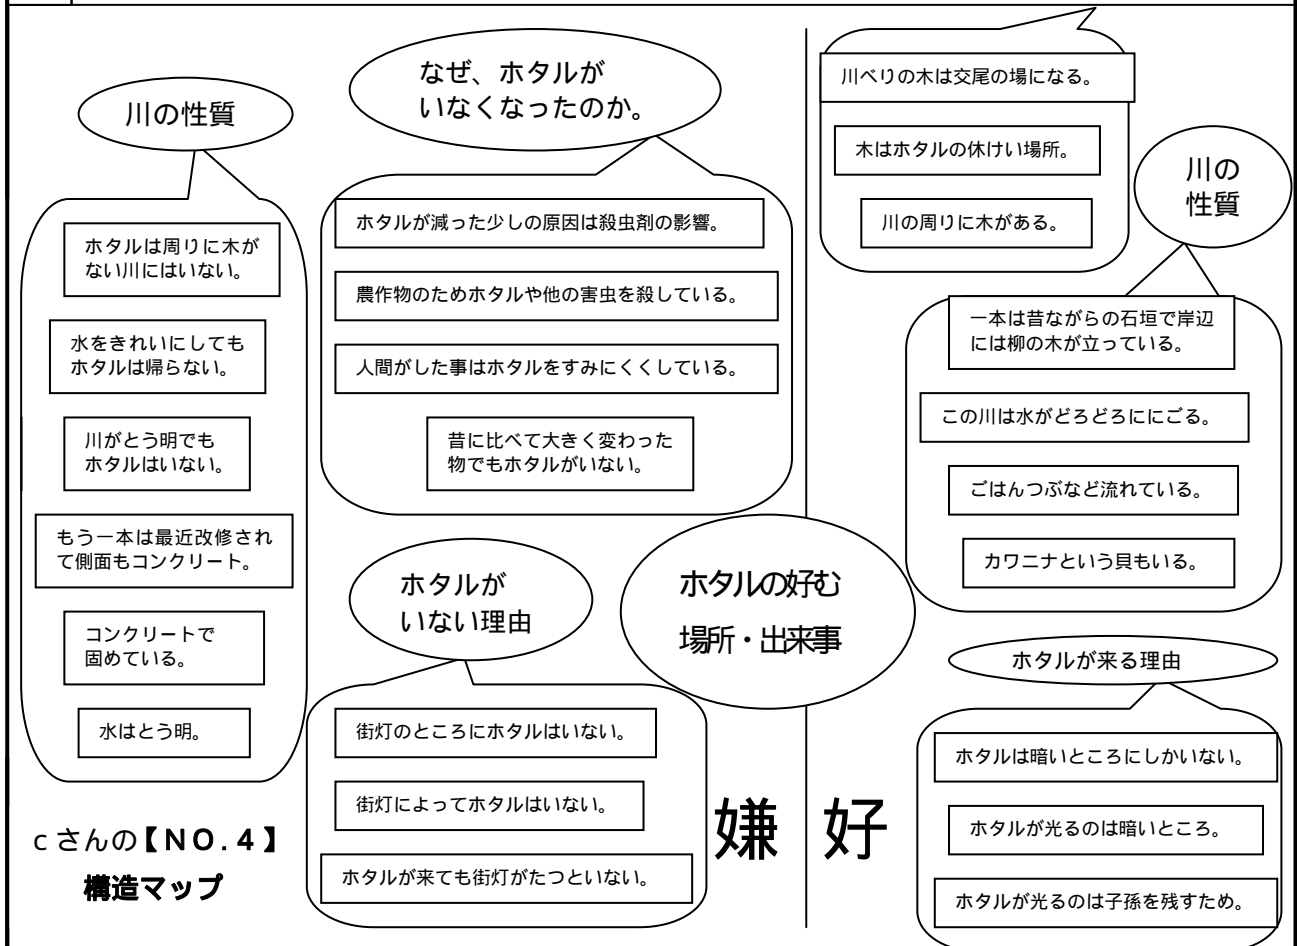 川の性質
ホタルは周りに木が
ない川にはいない。
水をきれいにしても
ホタルは帰らない。
川がとう明でも
ホタルはいない。
もう一本は最近改修され
て側面もコンクリート。
コンクリートで
固めている。
水はとう明。
なぜ、ホタルが
いなくなったのか。
ホタルが減った少しの原因は殺虫剤の影響。
農作物のためホタルや他の害虫を殺している。
人間がした事はホタルをすみにくくしている。
昔に比べて大きく変わった
物でもホタルがいない。
ホタルが
いない理由
街灯のところにホタルはいない。
街灯によってホタルはいない。
ホタルが来ても街灯がたつといない。
ホタルの好む
場所・出来事
川べりの木は交尾の場になる。
木はホタルの休けい場所。
川の周りに木がある。
川の
性質
一本は昔ながらの石垣で岸辺
には柳の木が立っている。
この川は水がどろどろににごる。
ごはんつぶなど流れている。
カワニナという貝もいる。
ホタルが来る理由
ホタルは暗いところにしかいない。
ホタルが光るのは暗いところ。
ホタルが光るのは子孫を残すため。
嫌 好
cさんの【NO.4】
構造マップ